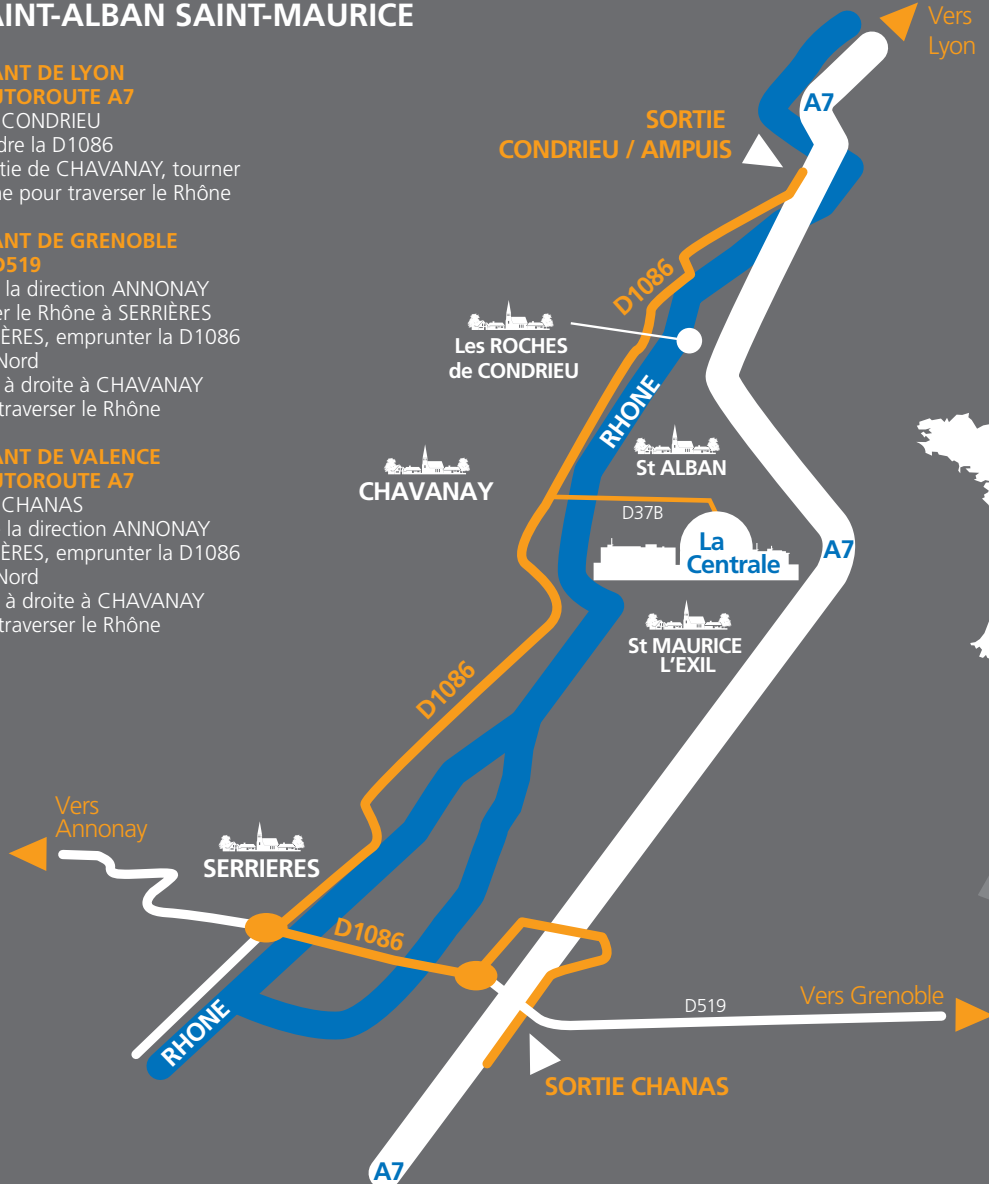 AINT-ALBAN SAINT-MAURICE
ANT DE LYON
UTOROUTE A7
CONDRIEU
dre la D1086
tie de CHAVANAY, tourner
he pour traverser le Rhône
ANT DE GRENOBLE
D519
la direction ANNONAY
er le Rhône à SERRIÈRES
ÈRES, emprunter la D1086
Nord
à droite à CHAVANAY
traverser le Rhône
ANT DE VALENCE
UTOROUTE A7
CHANAS
la direction ANNONAY
ÈRES, emprunter la D1086
Nord
à droite à CHAVANAY
traverser le Rhône
Vers
Lyon
A7
SORTIE
CONDRIEU / AMPUIS
D1086
Les ROCHES
de CONDRIEU
RHONE
St ALBAN
CHAVANAY
D37B
La
Centrale
A7
St MAURICE
L'EXIL
D1086
Vers
Annonay
SERRIERES
D1086
RHONE
D519
Vers Grenoble
SORTIE CHANAS
A7